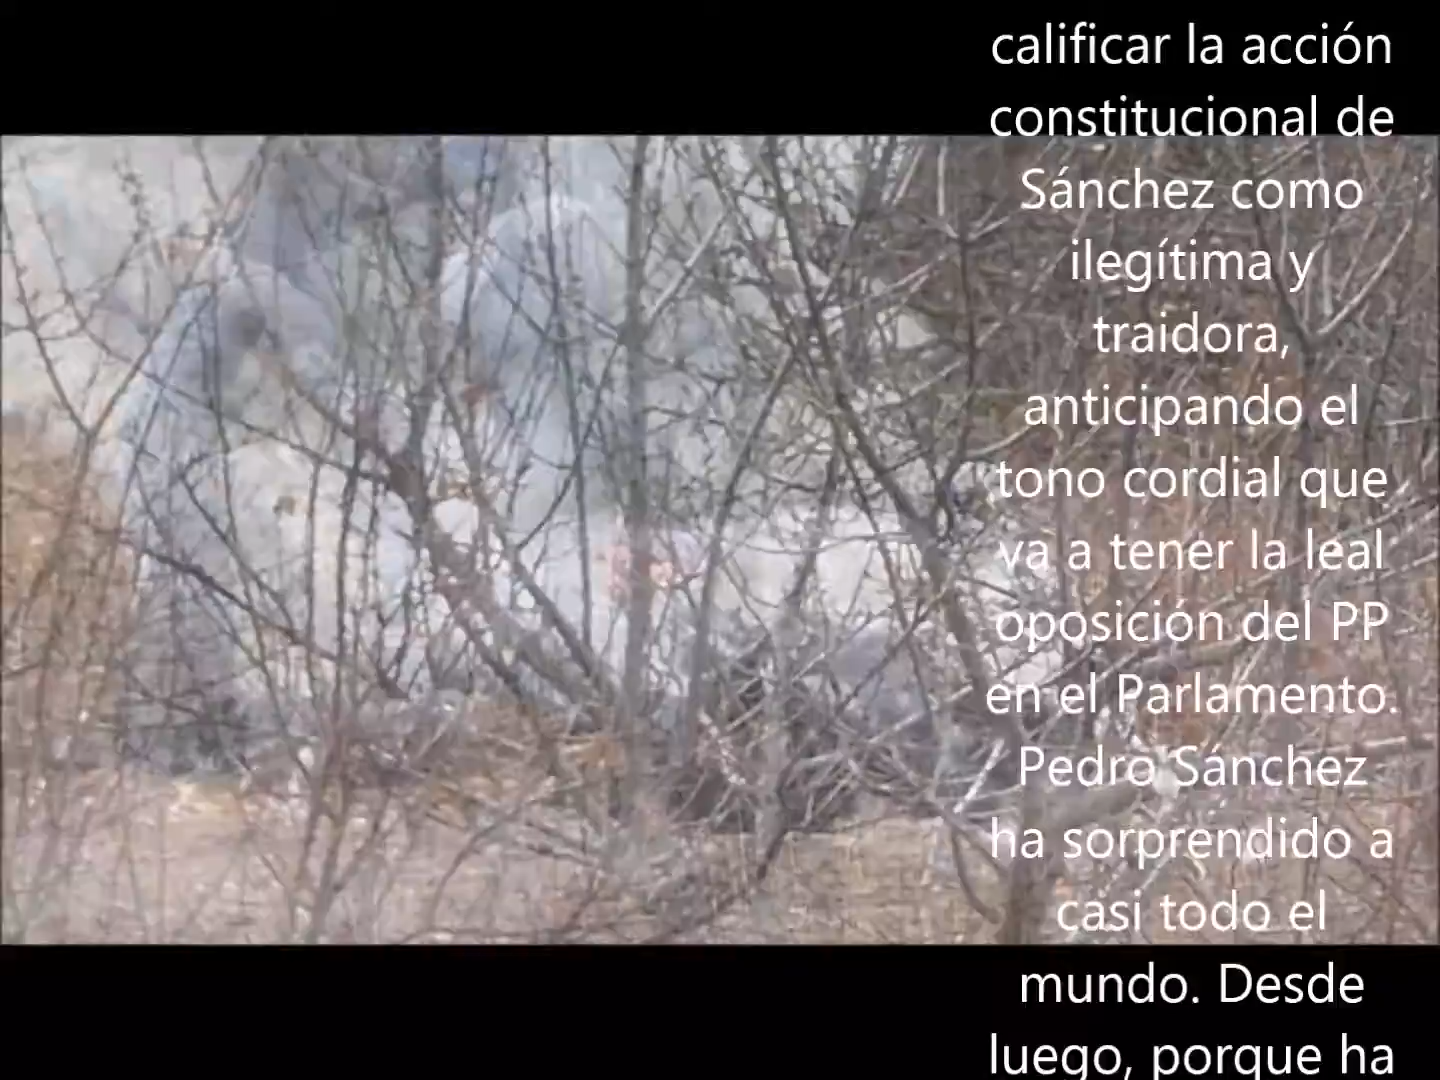 calificar la acción
constitucional de
Sánchez como
ilegítima y
traidora,
anticipando el
tono cordial que
va a tener la leal
oposición del PP
en el Parlamento.
Pedro Sánchez
ha sorprendido a
casi todo el
mundo. Desde
luego, porque ha